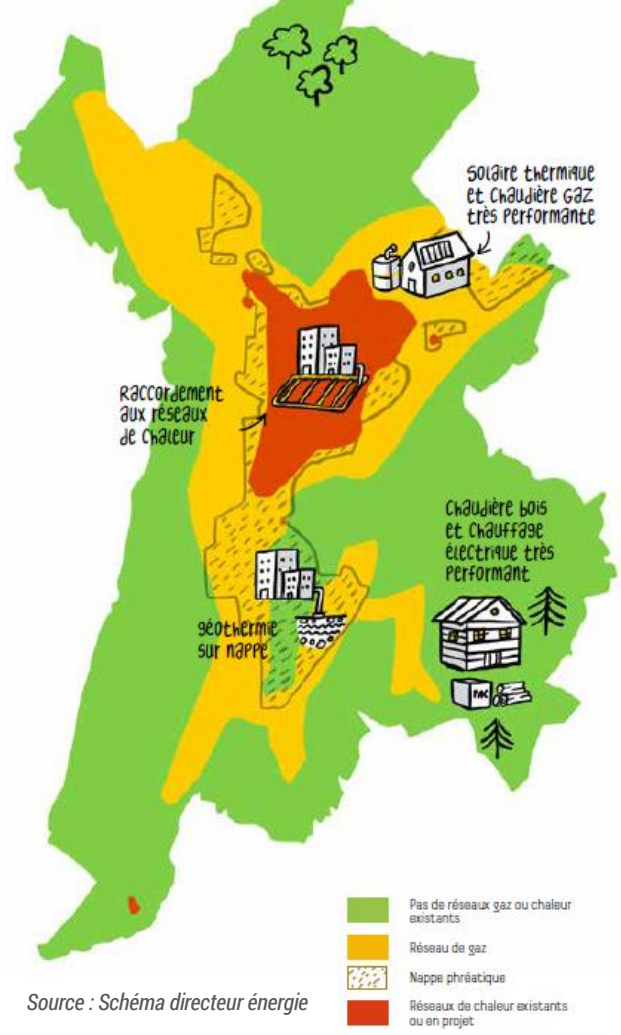 Solaire thermique
et Chaudière Gaz
très Performante
Raccordement
aux réseaux
de Chaleur
Chaudière bois
et Chauffage
électrique très
Performant
géothermie
sur nappe
PAC
Pas de réseaux gaz ou chaleur
existants
Réseau de gaz
Nappe phréatique
Réseaux de chaleur existants
ou en projet
Source : Schéma directeur énergie